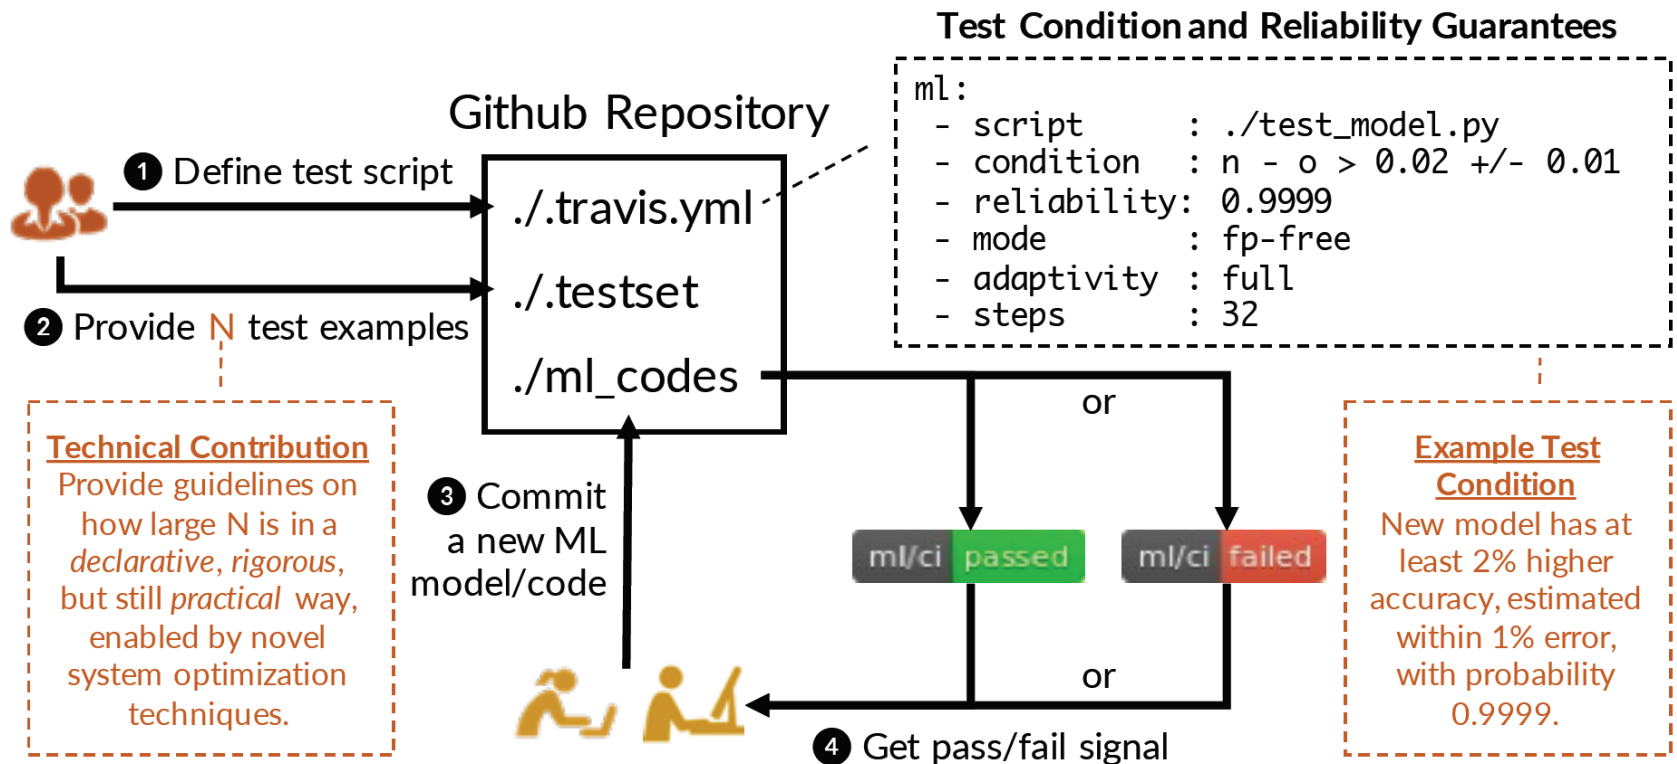 Test Condition and Reliability Guarantees
ml:
- script : ./test_model.py
- condition : n - o > 0.02 +/- 0.01
- reliability: 0.9999
- mode : fp-free
- adaptivity : full
- steps : 32
Github Repository
./.travis.yml
./.testset
./ml_codes
1 Define test script
2 Provide N test examples
Technical Contribution
Provide guidelines on
how large N is in a
declarative, rigorous,
but still practical way,
enabled by novel
system optimization
techniques.
3 Commit
a new ML
model/code
or
ml/ci passed
ml/ci failed
or
4 Get pass/fail signal
Example Test
Condition
New model has at
least 2% higher
accuracy, estimated
within 1% error,
with probability
0.9999.